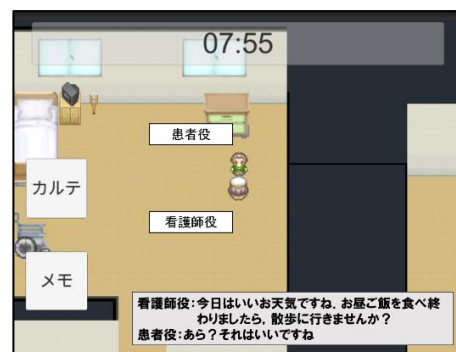 07:55
患者役
カルテ
看護師役
メモ
看護師役：今日はいいお天気ですね．お昼ご飯を食べ終
わりましたら，散歩に行きませんか？
患者役：あら？それはいいですね